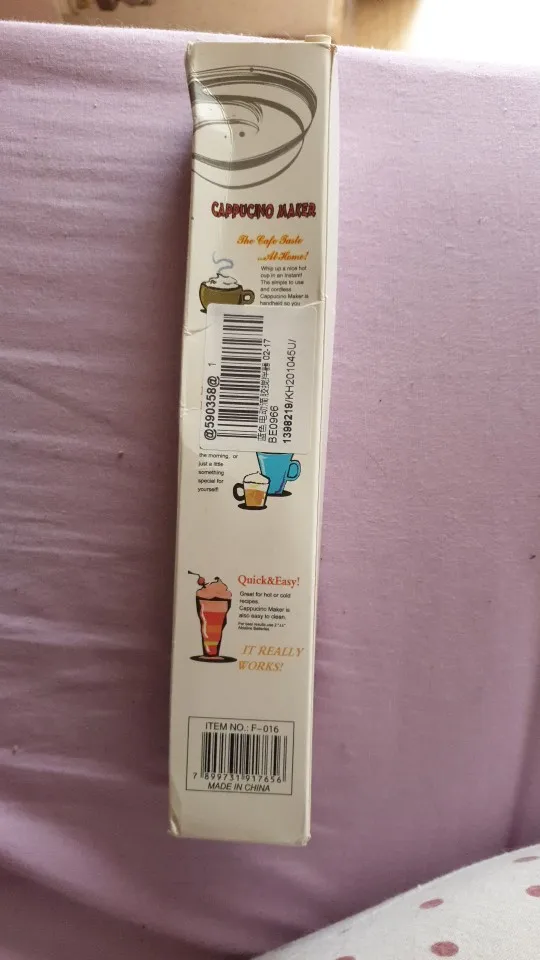 CAPPUCINO MAKER
The Cafe Taste
...At Home!
Whip up a nice hot
cup in an instant!
The simple to use
and cordless
Cappucino Maker is
handheld so you
@590358@ 1
02-17
BE0966
1398219/KH201045U/
the morning, or
just a little
something
special for
yourself!
Quick&Easy!
Great for hot or cold
recipes.
Cappucino Maker is
also easy to clean.
IT REALLY
WORKS!
ITEM NO.: F-016
7 899731 917656
MADE IN CHINA